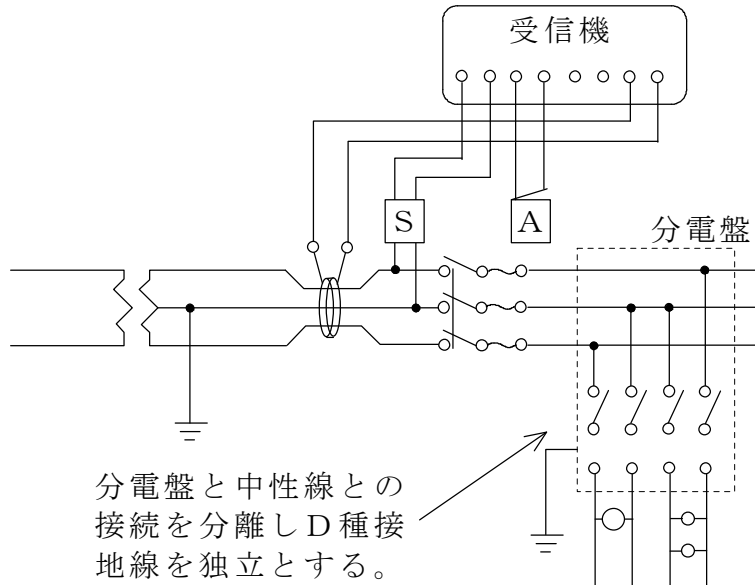 受信機
S
A
分電盤
分電盤と中性線との
接続を分離しD種接
地線を独立とする。